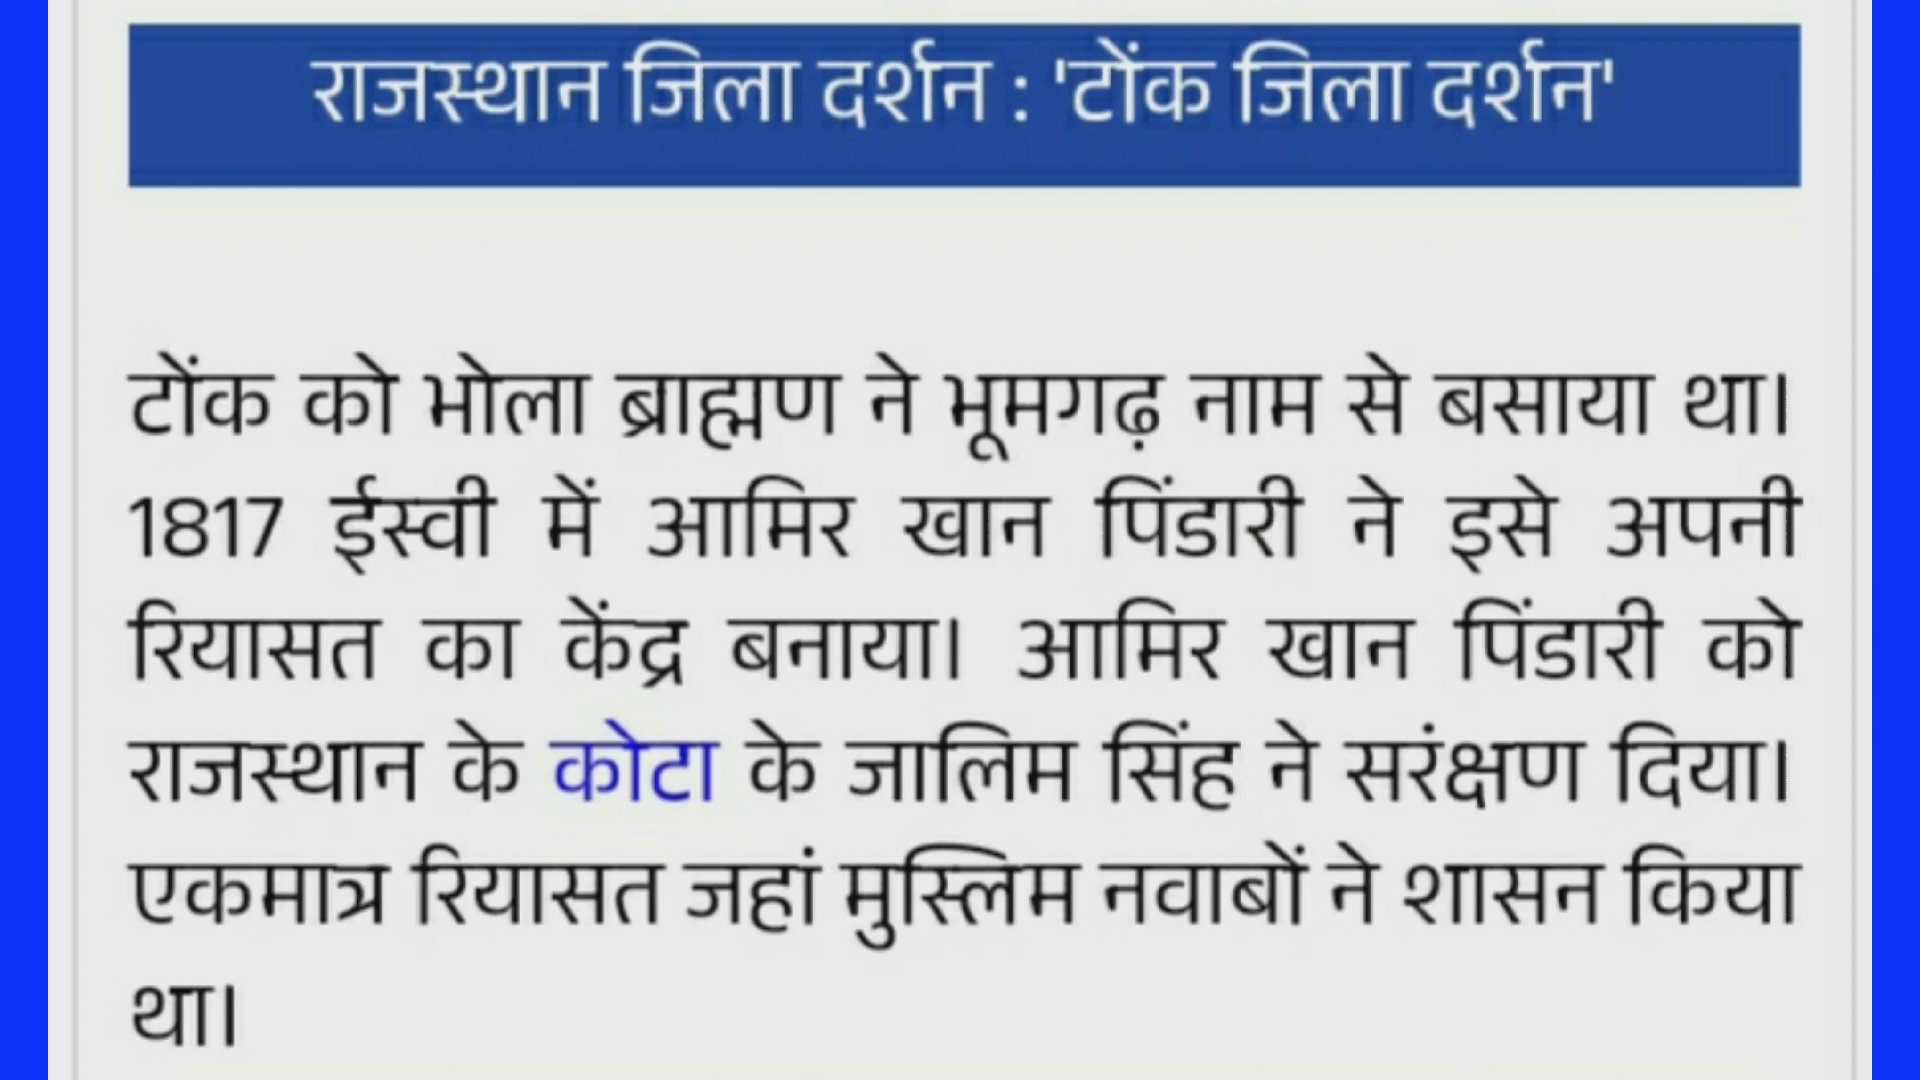 राजस्थान जिला दर्शन : 'टोंक जिला दर्शन'
टोंक को भोला ब्राह्मण ने भूमगढ़ नाम से बसाया था।
1817 ईस्वी में आमिर खान पिंडारी ने इसे अपनी
रियासत का केंद्र बनाया। आमिर खान पिंडारी को
राजस्थान के कोटा के जालिम सिंह ने सरंक्षण दिया।
एकमात्र रियासत जहां मुस्लिम नवाबों ने शासन किया
था।